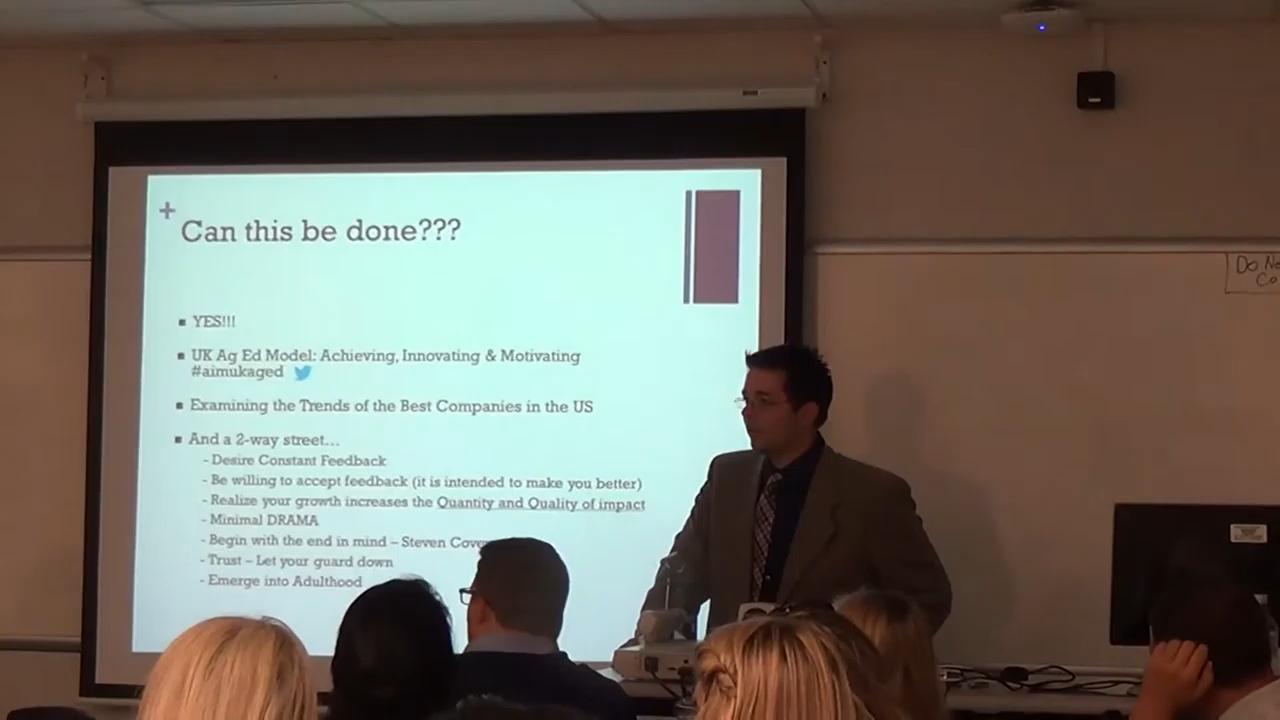 +
Can this be done???
YES!!!
UK Ag Ed Model: Achieving, Innovating & Motivating
#aimukaged
Examining the Trends of the Best Companies in the US
And a 2-way street...
- Desire Constant Feedback
- Be willing to accept feedback (it is intended to make you better)
- Realize your growth increases the Quantity and Quality of impact
- Minimal DRAMA
- Begin with the end in mind – Steven
- Trust – Let your guard down
- Emerge into Adulthood
Do